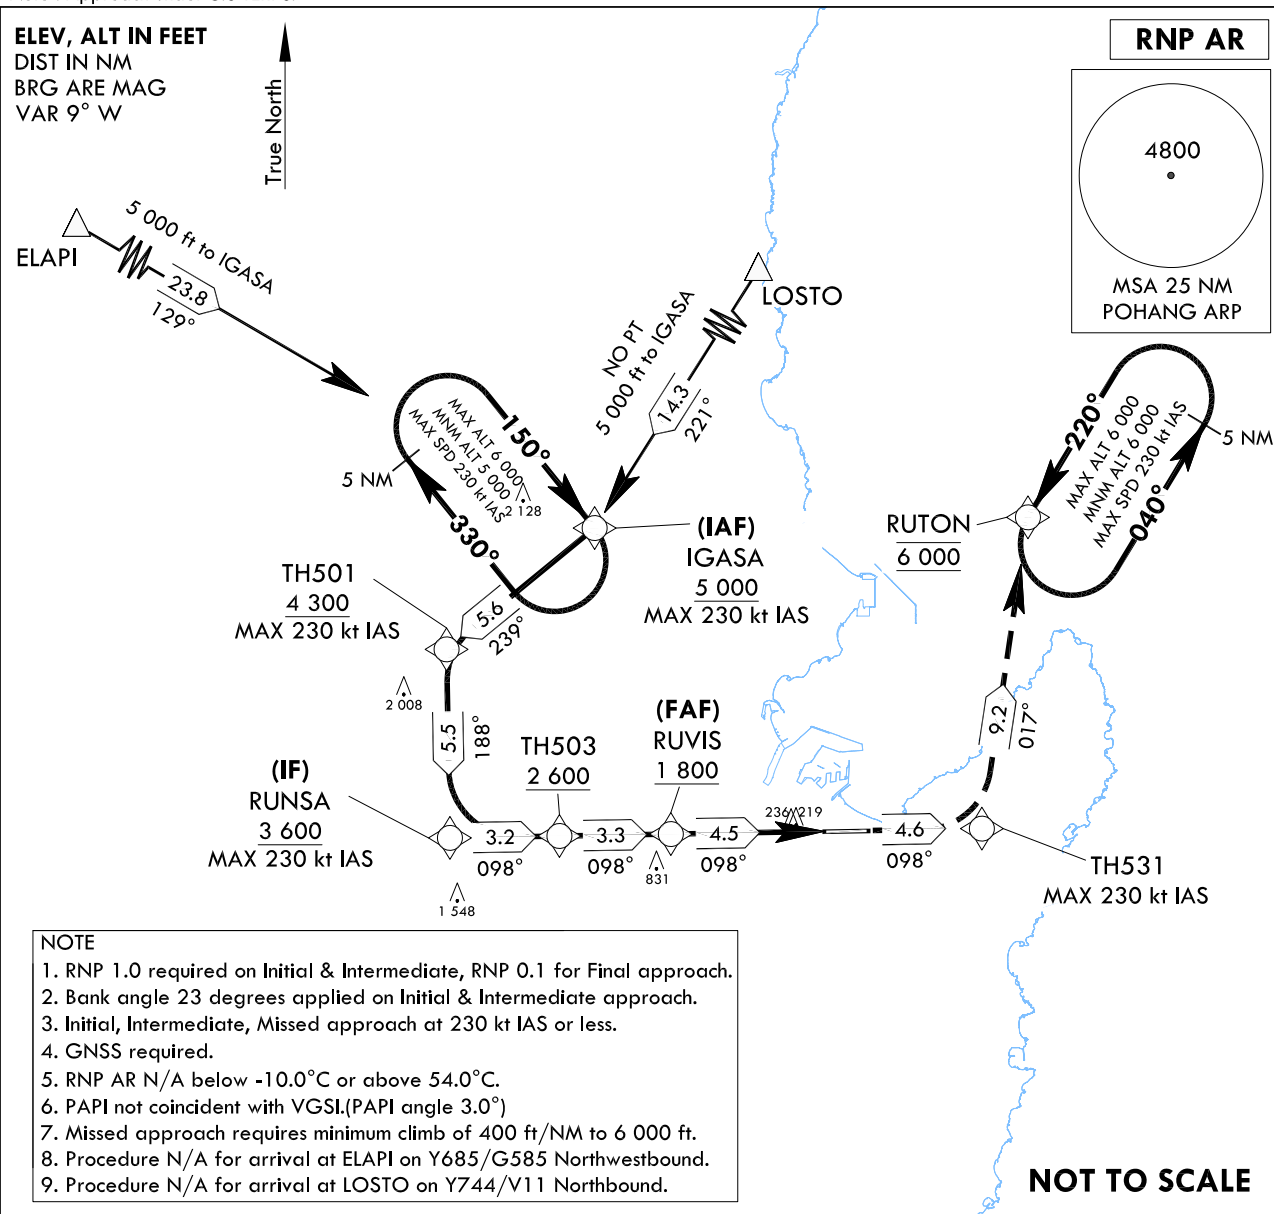 ELEV, ALT IN FEET
DIST IN NM
BRG ARE MAG
VAR 9° W
True North
RNP AR
4800
MSA 25 NM
POHANG ARP
ELAPI
5 000 ft to IGASA
23.8
129°
LOSTO
NO PT
5 000 ft to IGASA
14.3
221°
MAX ALT 6 000
MNM ALT 5 000
MAX SPD 230 kt IAS
150°
330°
5 NM
2 128
(IAF)
IGASA
5 000
MAX 230 kt IAS
RUTON
6 000
220°
MAX ALT 6 000
MNM ALT 6 000
MAX SPD 230 kt IAS
040°
5 NM
TH501
4 300
MAX 230 kt IAS
5.6
239°
2 008
5.5
188°
(IF)
RUNSA
3 600
MAX 230 kt IAS
TH503
2 600
(FAF)
RUVIS
1 800
3.2
098°
3.3
098°
4.5
098°
236
219
4.6
098°
9.2
017°
831
1 548
TH531
MAX 230 kt IAS
NOTE
1. RNP 1.0 required on Initial & Intermediate, RNP 0.1 for Final approach.
2. Bank angle 23 degrees applied on Initial & Intermediate approach.
3. Initial, Intermediate, Missed approach at 230 kt IAS or less.
4. GNSS required.
5. RNP AR N/A below -10.0°C or above 54.0°C.
6. PAPI not coincident with VGSI.(PAPI angle 3.0°)
7. Missed approach requires minimum climb of 400 ft/NM to 6 000 ft.
8. Procedure N/A for arrival at ELAPI on Y685/G585 Northwestbound.
9. Procedure N/A for arrival at LOSTO on Y744/V11 Northbound.
NOT TO SCALE